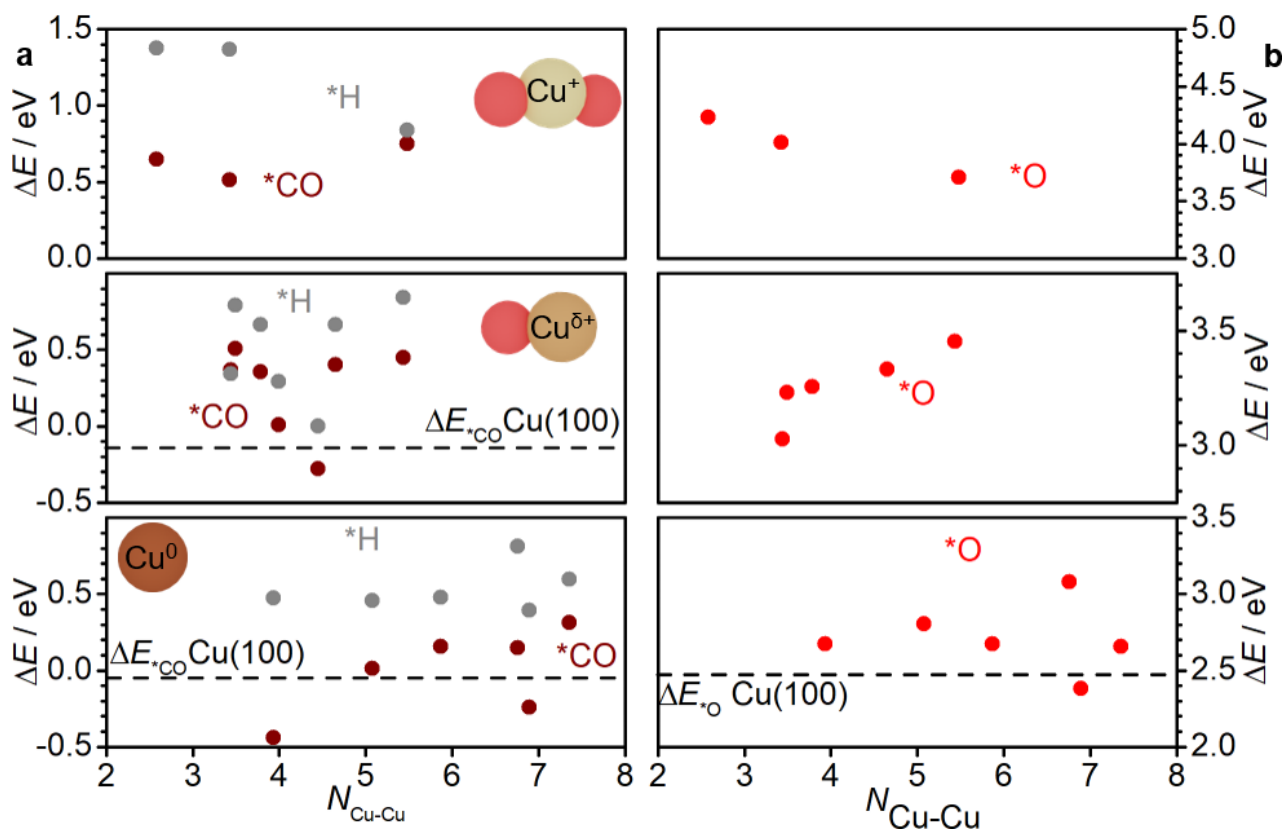 a
b
1.5
1.0
0.5
0.0
ΔE / eV
*H
*CO
Cu⁺
5.0
4.5
4.0
3.5
3.0
ΔE / eV
*O
0.5
0.0
-0.5
ΔE / eV
*H
*CO
Cu^δ+
ΔE*CO Cu(100)
3.5
3.0
ΔE / eV
*O
0.5
0.0
-0.5
ΔE / eV
Cu⁰
*H
*CO
ΔE*CO Cu(100)
3.5
3.0
2.5
2.0
ΔE / eV
*O
ΔE*O Cu(100)
2 3 4 5 6 7 8
N Cu-Cu
2 3 4 5 6 7 8
N Cu-Cu